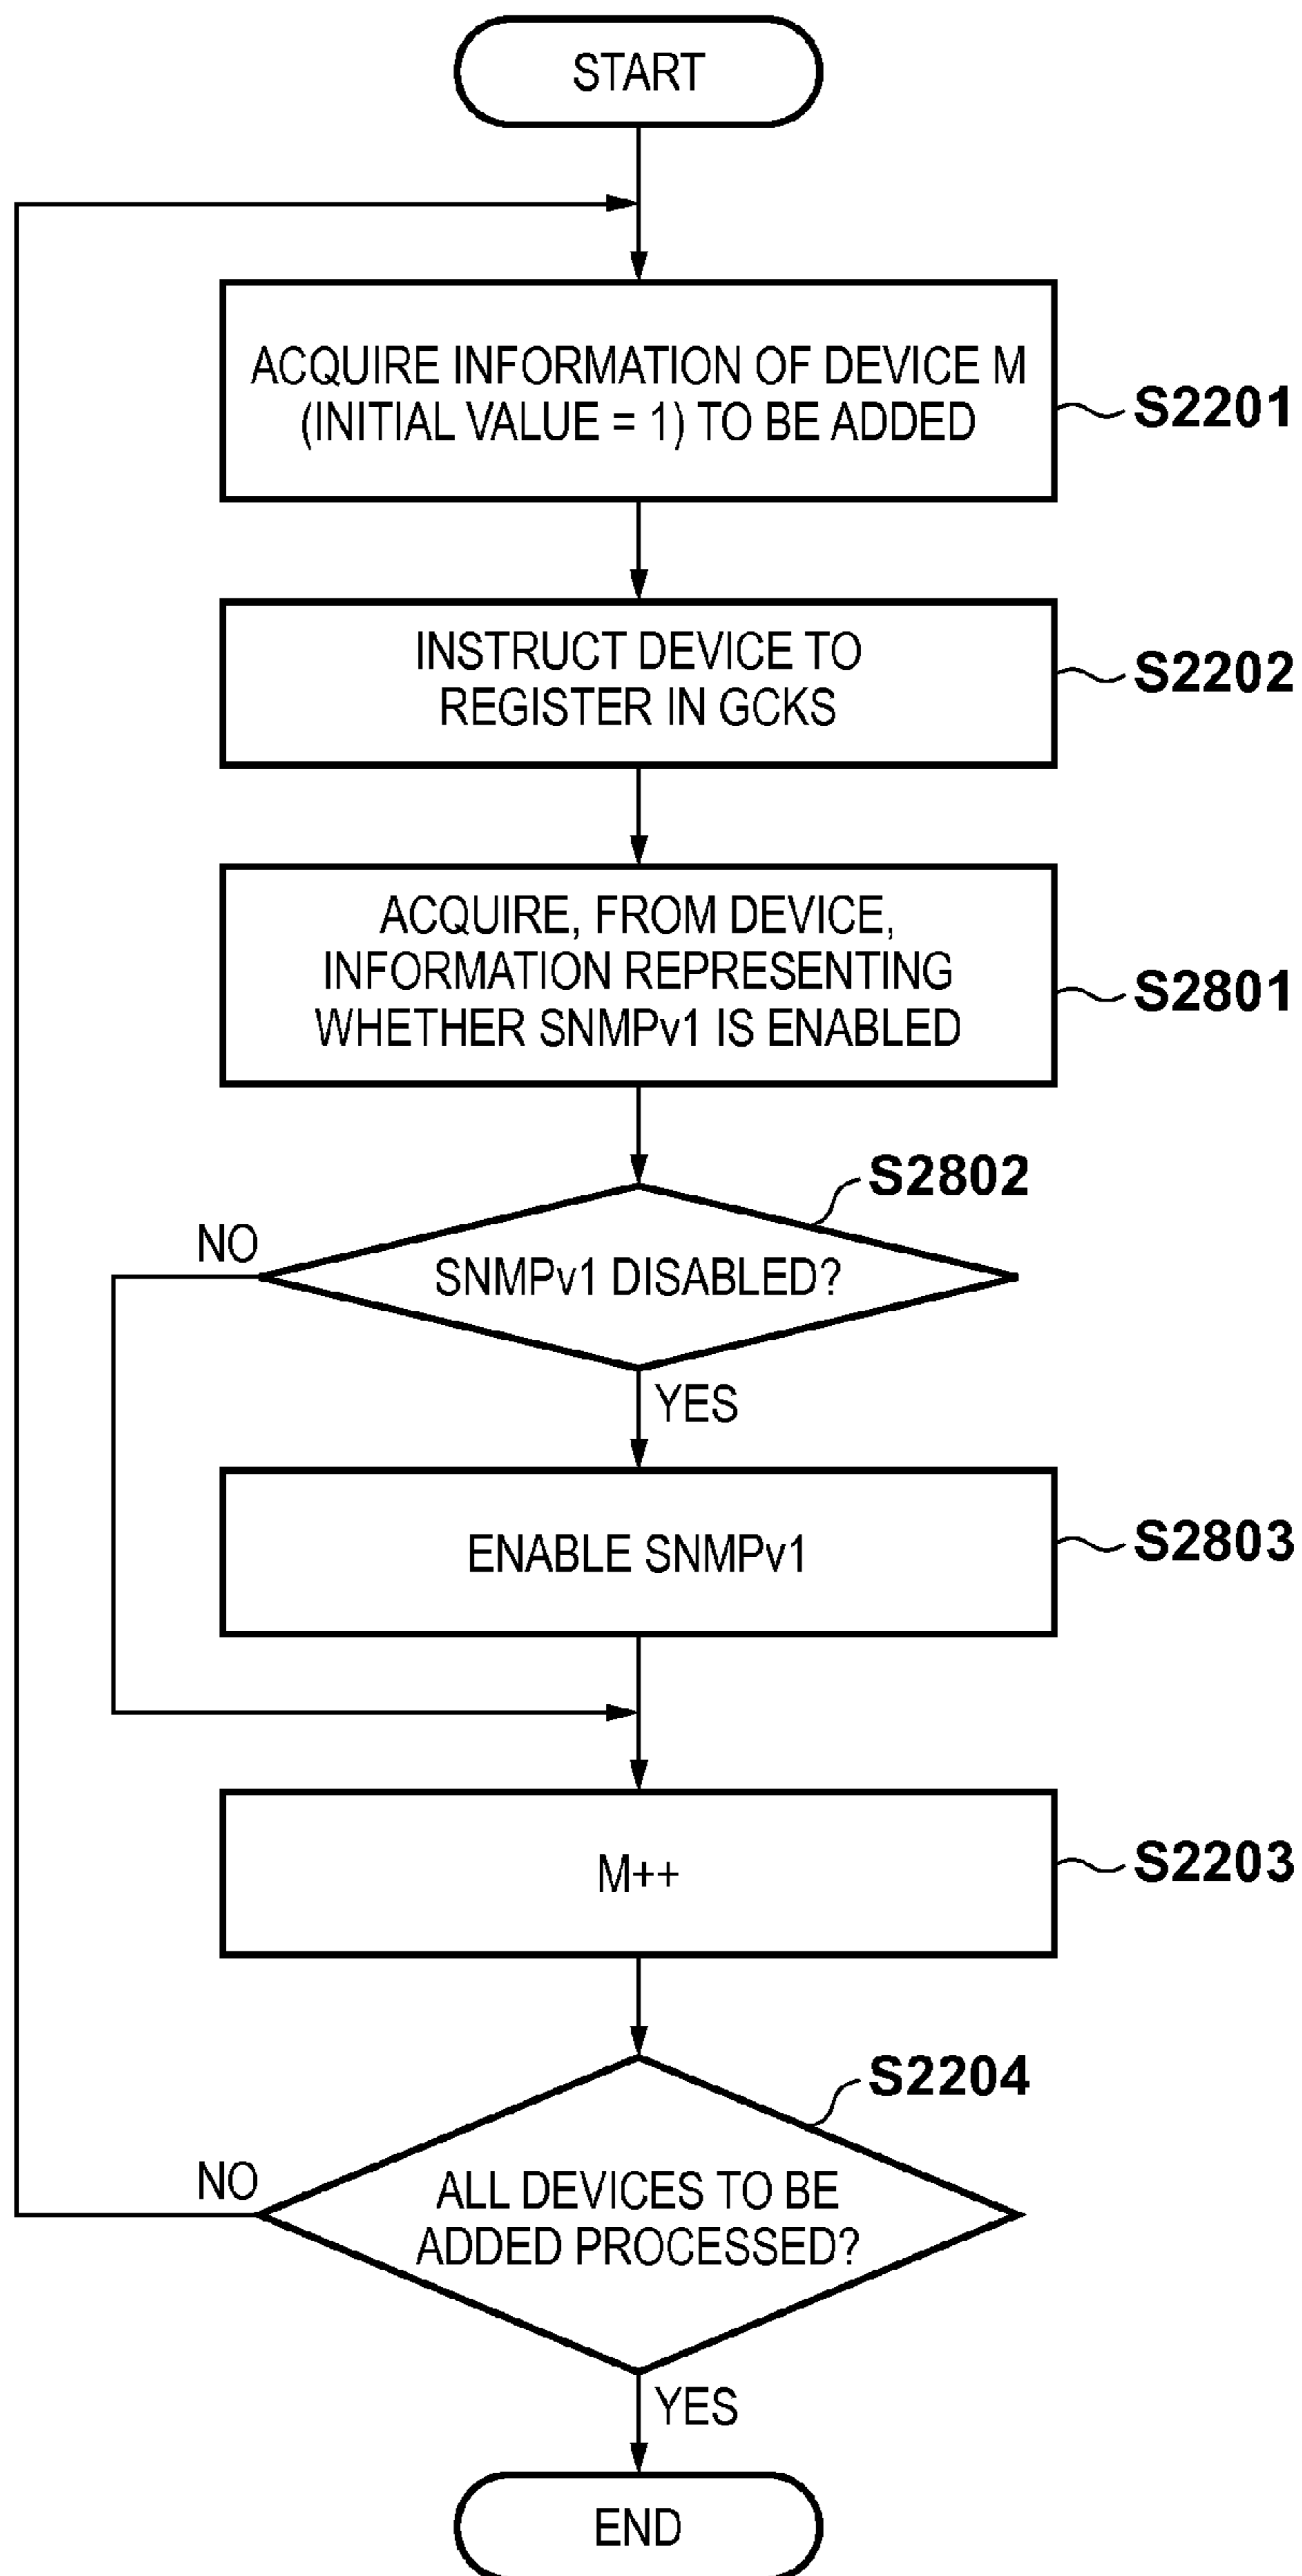 START
ACQUIRE INFORMATION OF DEVICE M
(INITIAL VALUE = 1) TO BE ADDED
S2201
INSTRUCT DEVICE TO
REGISTER IN GCKS
S2202
ACQUIRE, FROM DEVICE,
INFORMATION REPRESENTING
WHETHER SNMPv1 IS ENABLED
S2801
S2802
NO
SNMPv1 DISABLED?
YES
ENABLE SNMPv1
S2803
M++
S2203
S2204
NO
ALL DEVICES TO BE
ADDED PROCESSED?
YES
END